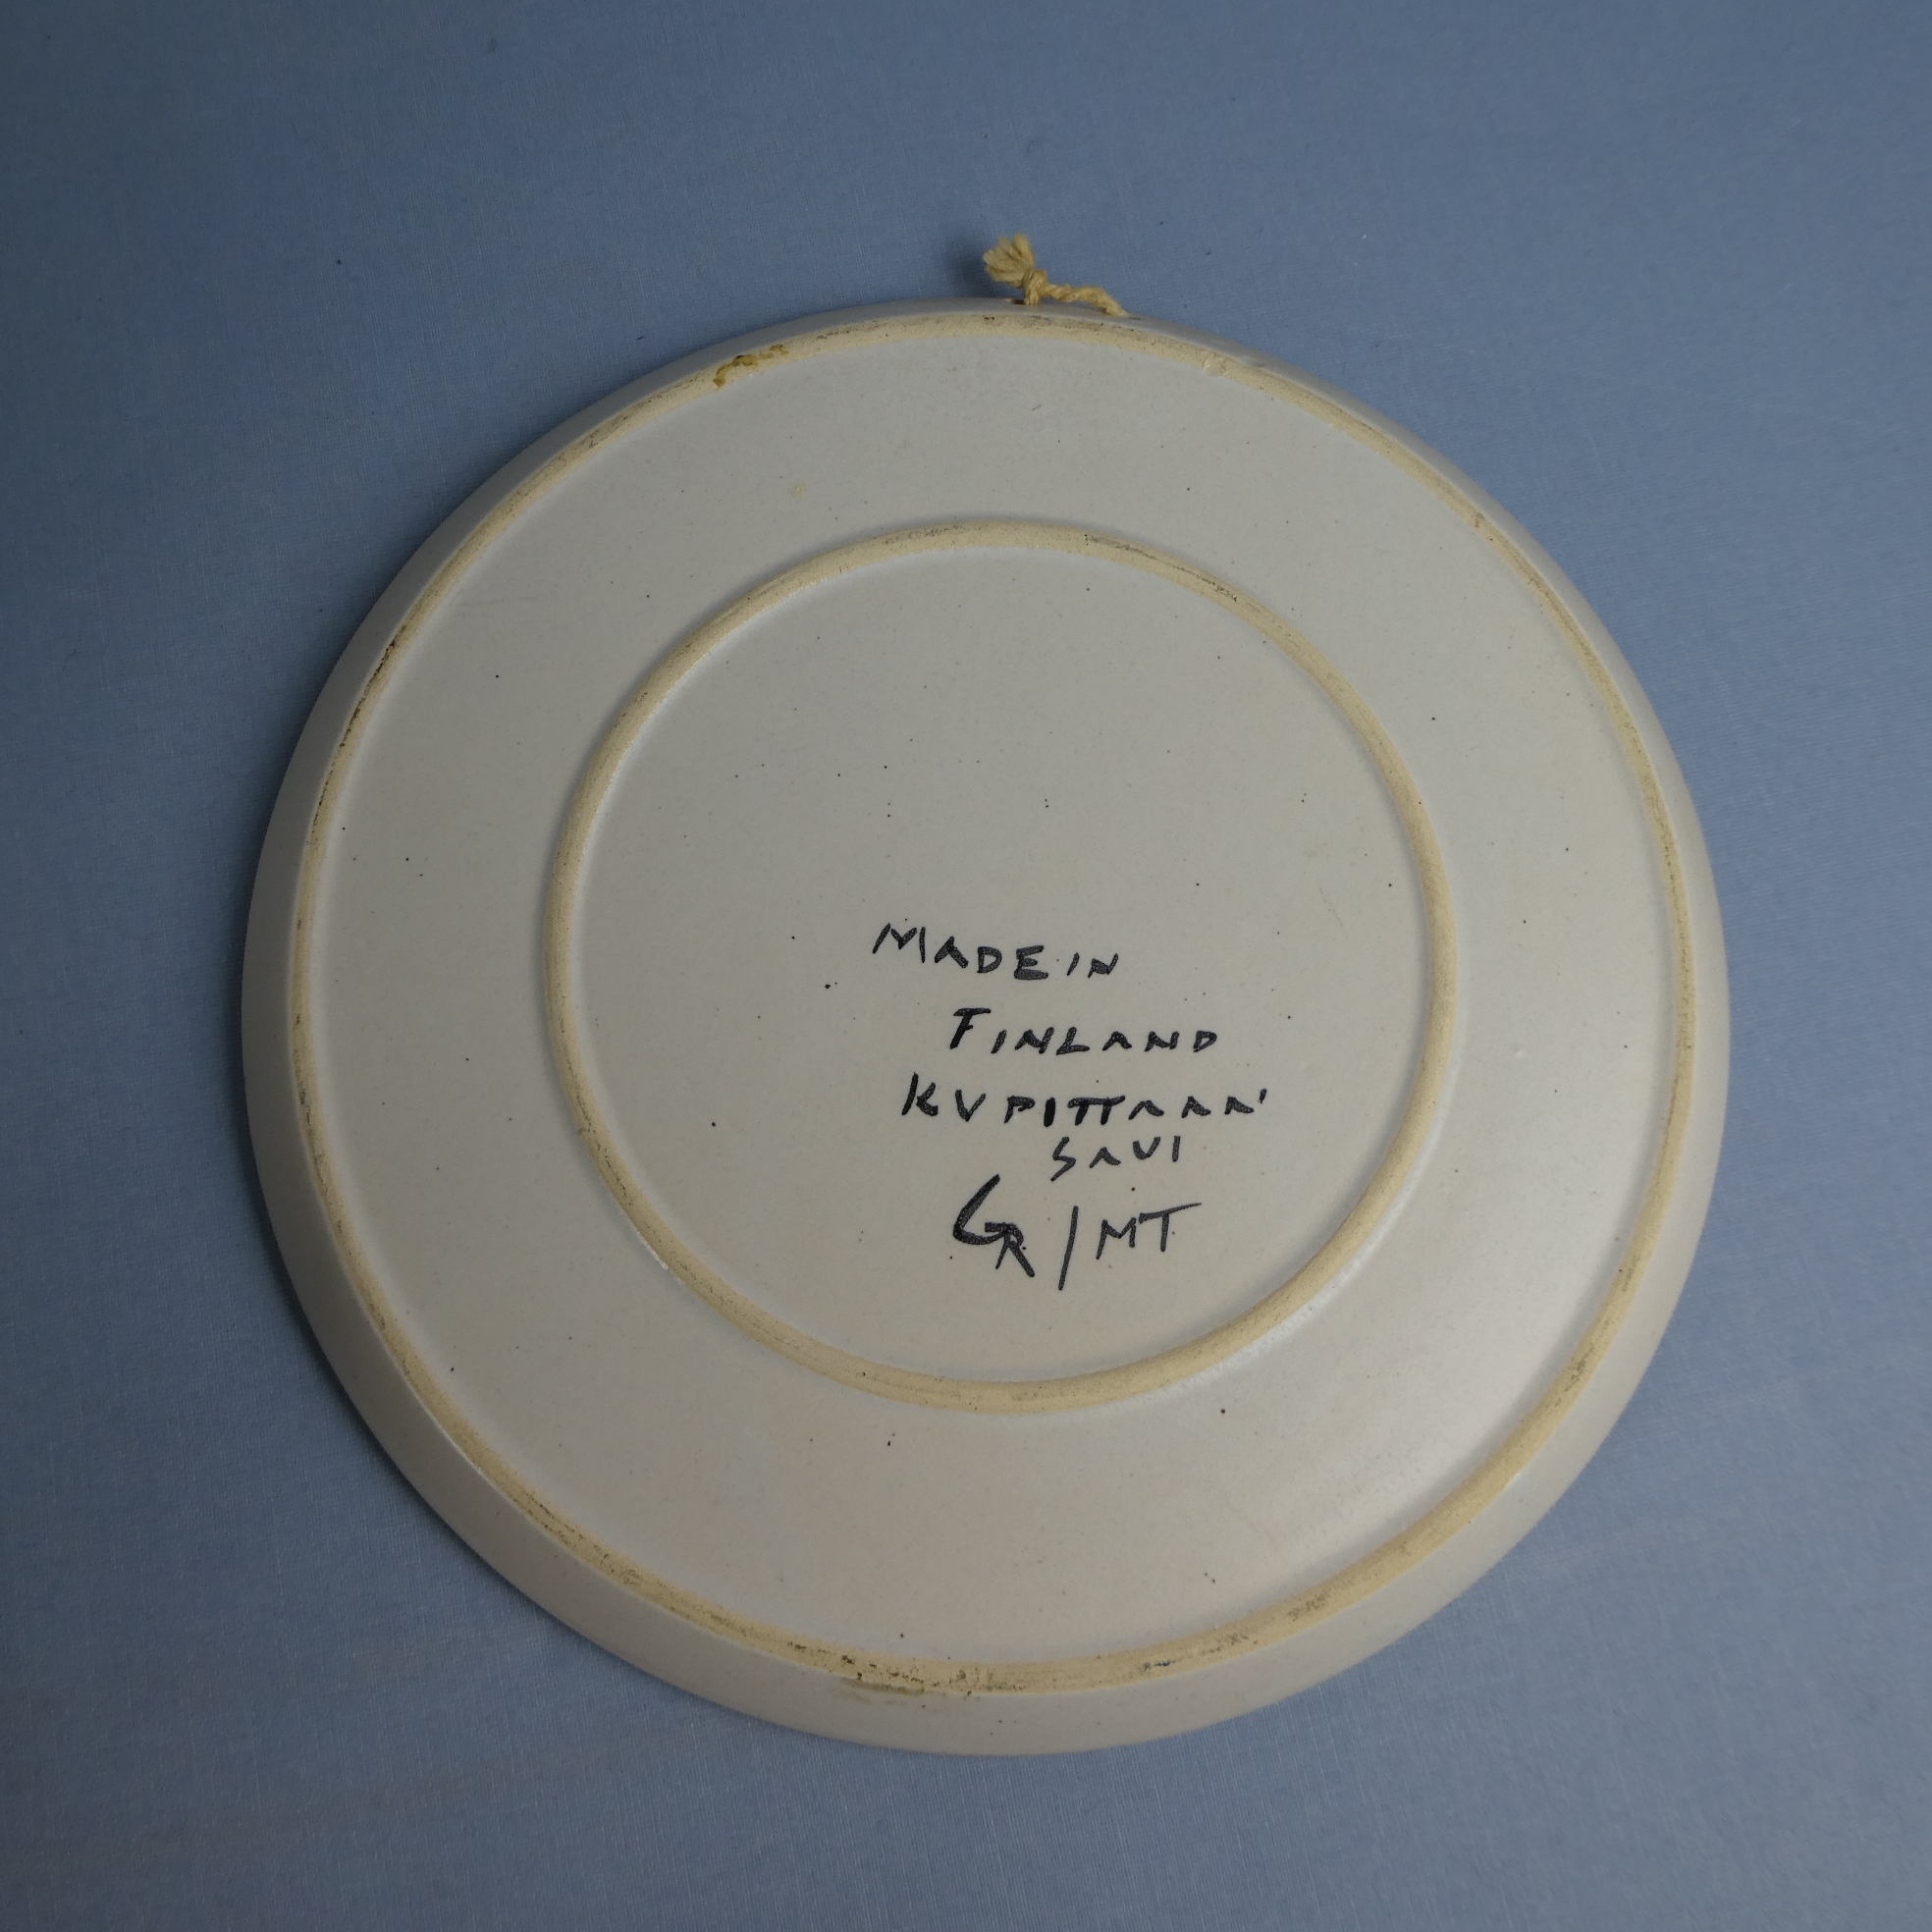 MADE IN
FINLAND
KUPITTAAN
SAVI
GR/MT